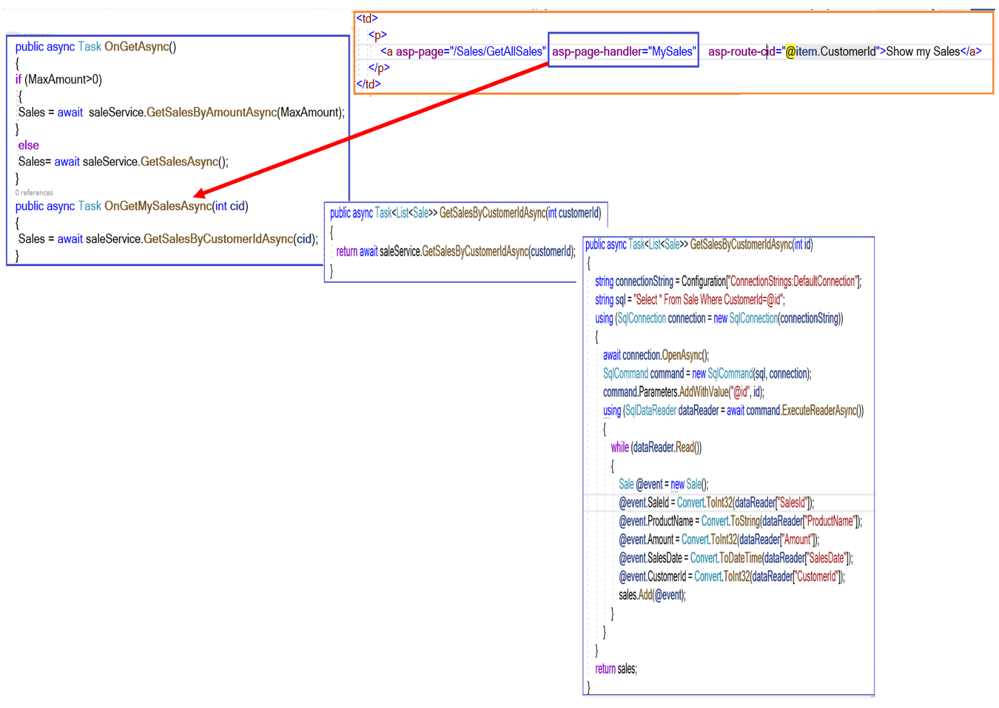 public async Task OnGetAsync()
{
if (MaxAmount>0)
{
Sales = await  saleService.GetSalesByAmountAsync(MaxAmount);
}
else
Sales= await saleService.GetSalesAsync();
}
0 references
public async Task OnGetMySalesAsync(int cid)
{
Sales = await saleService.GetSalesByCustomerIdAsync(cid);
}
<td>
<p>
<a asp-page="/Sales/GetAllSales" asp-page-handler="MySales" asp-route-cid="@item.CustomerId">Show my Sales</a>
</p>
</td>
public async Task<List<Sale>> GetSalesByCustomerIdAsync(int customerId)
{
return await saleService.GetSalesByCustomerIdAsync(customerId);
}
public async Task<List<Sale>> GetSalesByCustomerIdAsync(int id)
{
string connectionString = Configuration["ConnectionStrings:DefaultConnection"];
string sql = "Select * From Sale Where CustomerId=@id";
using (SqlConnection connection = new SqlConnection(connectionString))
{
await connection.OpenAsync();
SqlCommand command = new SqlCommand(sql, connection);
command.Parameters.AddWithValue("@id", id);
using (SqlDataReader dataReader = await command.ExecuteReaderAsync())
{
while (dataReader.Read())
{
Sale @event = new Sale();
@event.SaleId = Convert.ToInt32(dataReader["SalesId"]);
@event.ProductName = Convert.ToString(dataReader["ProductName"]);
@event.Amount = Convert.ToInt32(dataReader["Amount"]);
@event.SalesDate = Convert.ToDateTime(dataReader["SalesDate"]);
@event.CustomerId = Convert.ToInt32(dataReader["CustomerId"]);
sales.Add(@event);
}
}
}
return sales;
}